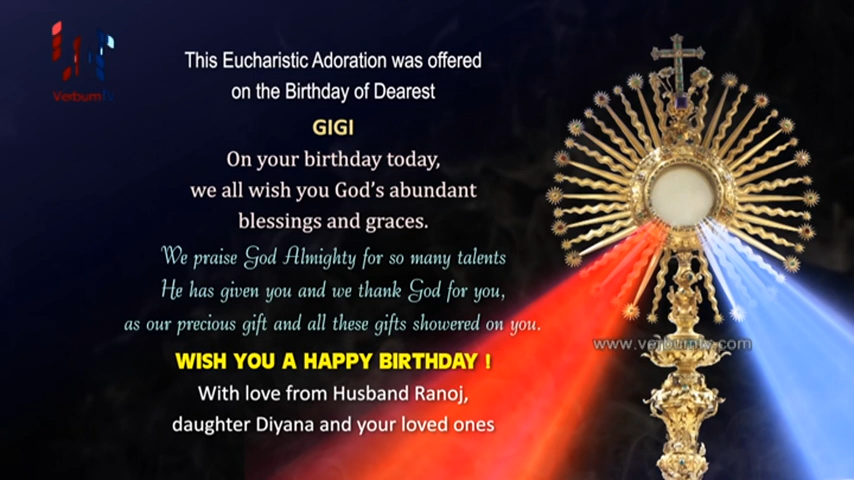 VerbumTv
This Eucharistic Adoration was offered
on the Birthday of Dearest
GIGI
On your birthday today,
we all wish you God's abundant
blessings and graces.
We praise God Almighty for so many talents
He has given you and we thank God for you,
as our precious gift and all these gifts showered on you.
WISH YOU A HAPPY BIRTHDAY !
With love from Husband Ranoj,
daughter Diyana and your loved ones
www.verbumtv.com